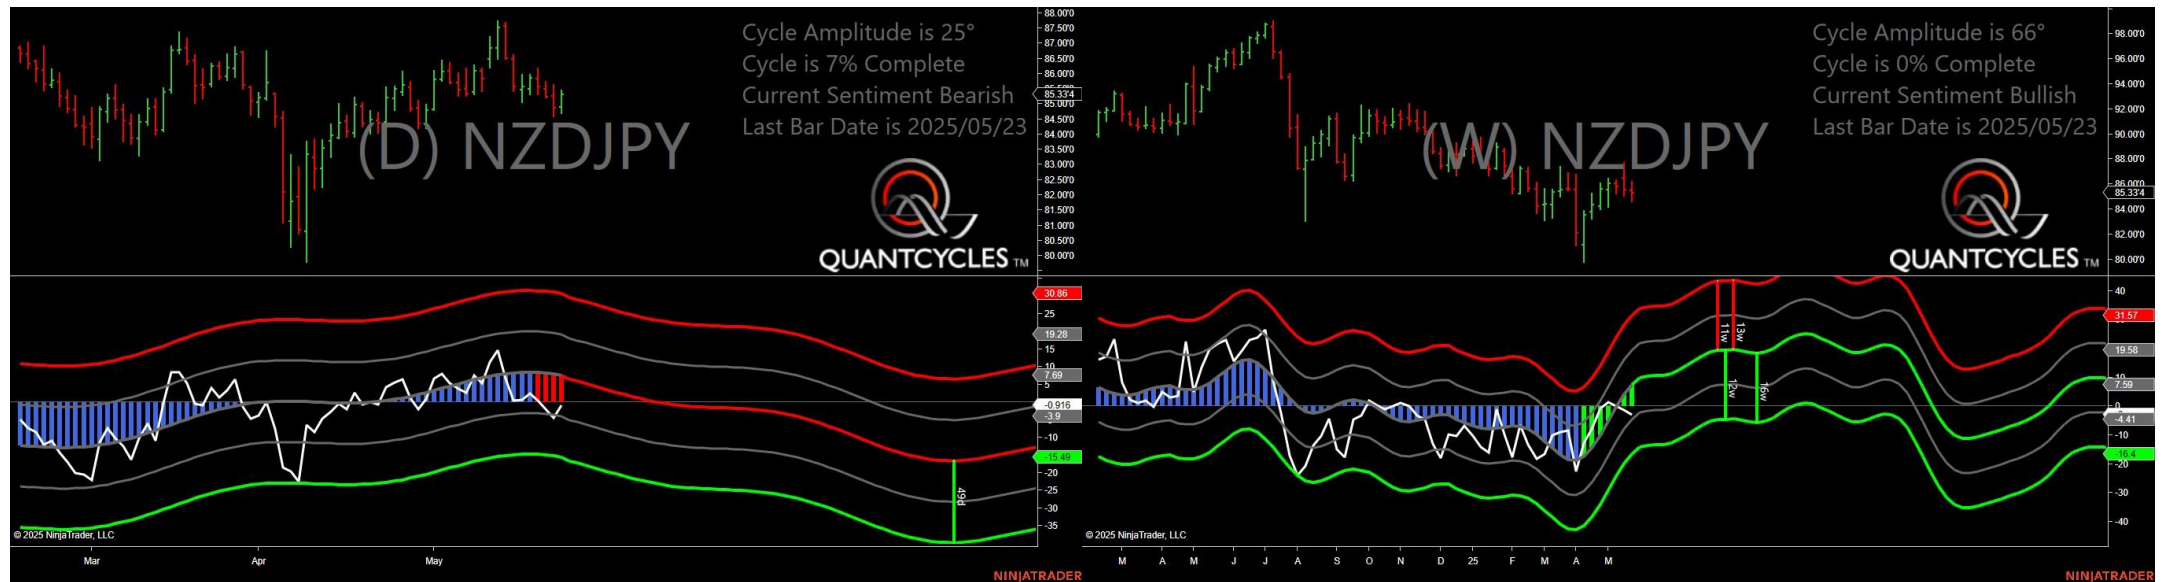 Cycle Amplitude is 25°
Cycle is 7% Complete
Current Sentiment Bearish
Last Bar Date is 2025/05/23
(D) NZDJPY
QUANTCYCLES TM
88.00'0
87.50'0
87.00'0
86.50'0
86.00'0
85.50'0
85.33'4
85.00'0
84.00'0
83.50'0
83.00'0
82.50'0
82.00'0
81.50'0
81.00'0
80.50'0
80.00'0
30.86
25
19.28
15
10
7.69
5
-0.916
-3.9
-10
-15.49
-20
-25
-30
-35
49d
© 2025 NinjaTrader, LLC
Mar Apr May
NINJATRADER
Cycle Amplitude is 66°
Cycle is 0% Complete
Current Sentiment Bullish
Last Bar Date is 2025/05/23
(W) NZDJPY
QUANTCYCLES TM
98.00'0
96.00'0
94.00'0
92.00'0
90.00'0
88.00'0
86.00'0
85.33'4
84.00'0
82.00'0
80.00'0
40
31.57
19.58
10
7.59
0
-4.41
-10
-16.4
-20
-30
-40
11w
13w
12w
16w
© 2025 NinjaTrader, LLC
M A M J J A S O N D 25 F M A M
NINJATRADER